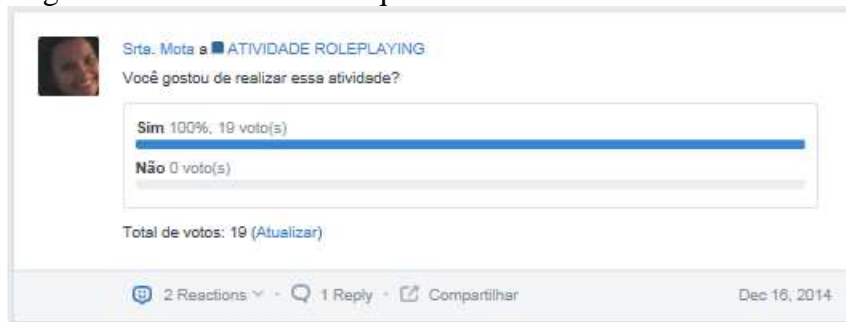 Srta. Mota a ATIVIDADE ROLEPLAYING
Você gostou de realizar essa atividade?
Sim 100%, 19 voto(s)
Não 0 voto(s)
Total de votos: 19 (Atualizar)
2 Reactions · 1 Reply · Compartilhar
Dec 16, 2014